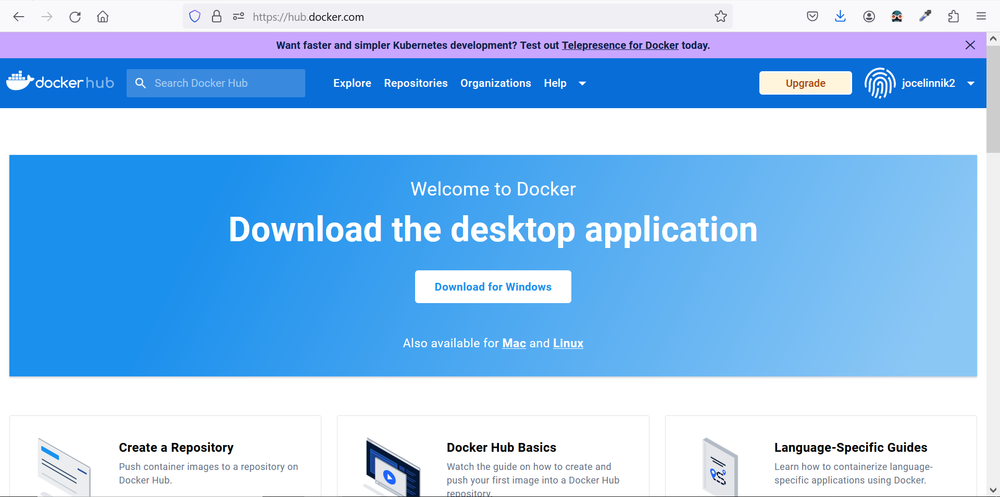 https://hub.docker.com
Want faster and simpler Kubernetes development? Test out Telepresence for Docker today.
docker hub
Search Docker Hub
Explore
Repositories
Organizations
Help
Upgrade
jocelinnik2
Welcome to Docker
Download the desktop application
Download for Windows
Also available for Mac and Linux
Create a Repository
Push container images to a repository on
Docker Hub.
Docker Hub Basics
Watch the guide on how to create and
push your first image into a Docker Hub
repository.
Language-Specific Guides
Learn how to containerize language-
specific applications using Docker.